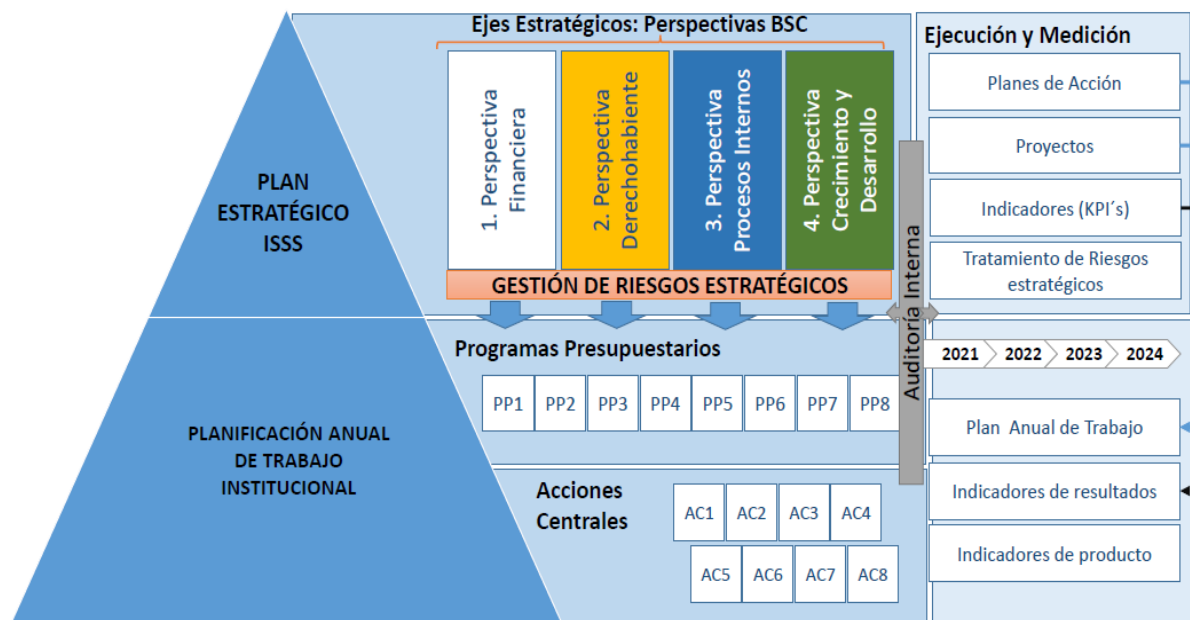 PLAN
ESTRATÉGICO
ISSS
PLANIFICACIÓN ANUAL
DE TRABAJO
INSTITUCIONAL
Ejes Estratégicos: Perspectivas BSC
1. Perspectiva
Financiera
2. Perspectiva
Derechohabiente
3. Perspectiva
Procesos Internos
4. Perspectiva
Crecimiento y
Desarrollo
GESTIÓN DE RIESGOS ESTRATÉGICOS
Programas Presupuestarios
PP1 PP2 PP3 PP4 PP5 PP6 PP7 PP8
Acciones
Centrales
AC1 AC2 AC3 AC4
AC5 AC6 AC7 AC8
Auditoría Interna
Ejecución y Medición
Planes de Acción
Proyectos
Indicadores (KPI´s)
Tratamiento de Riesgos
estratégicos
2021 2022 2023 2024
Plan Anual de Trabajo
Indicadores de resultados
Indicadores de producto